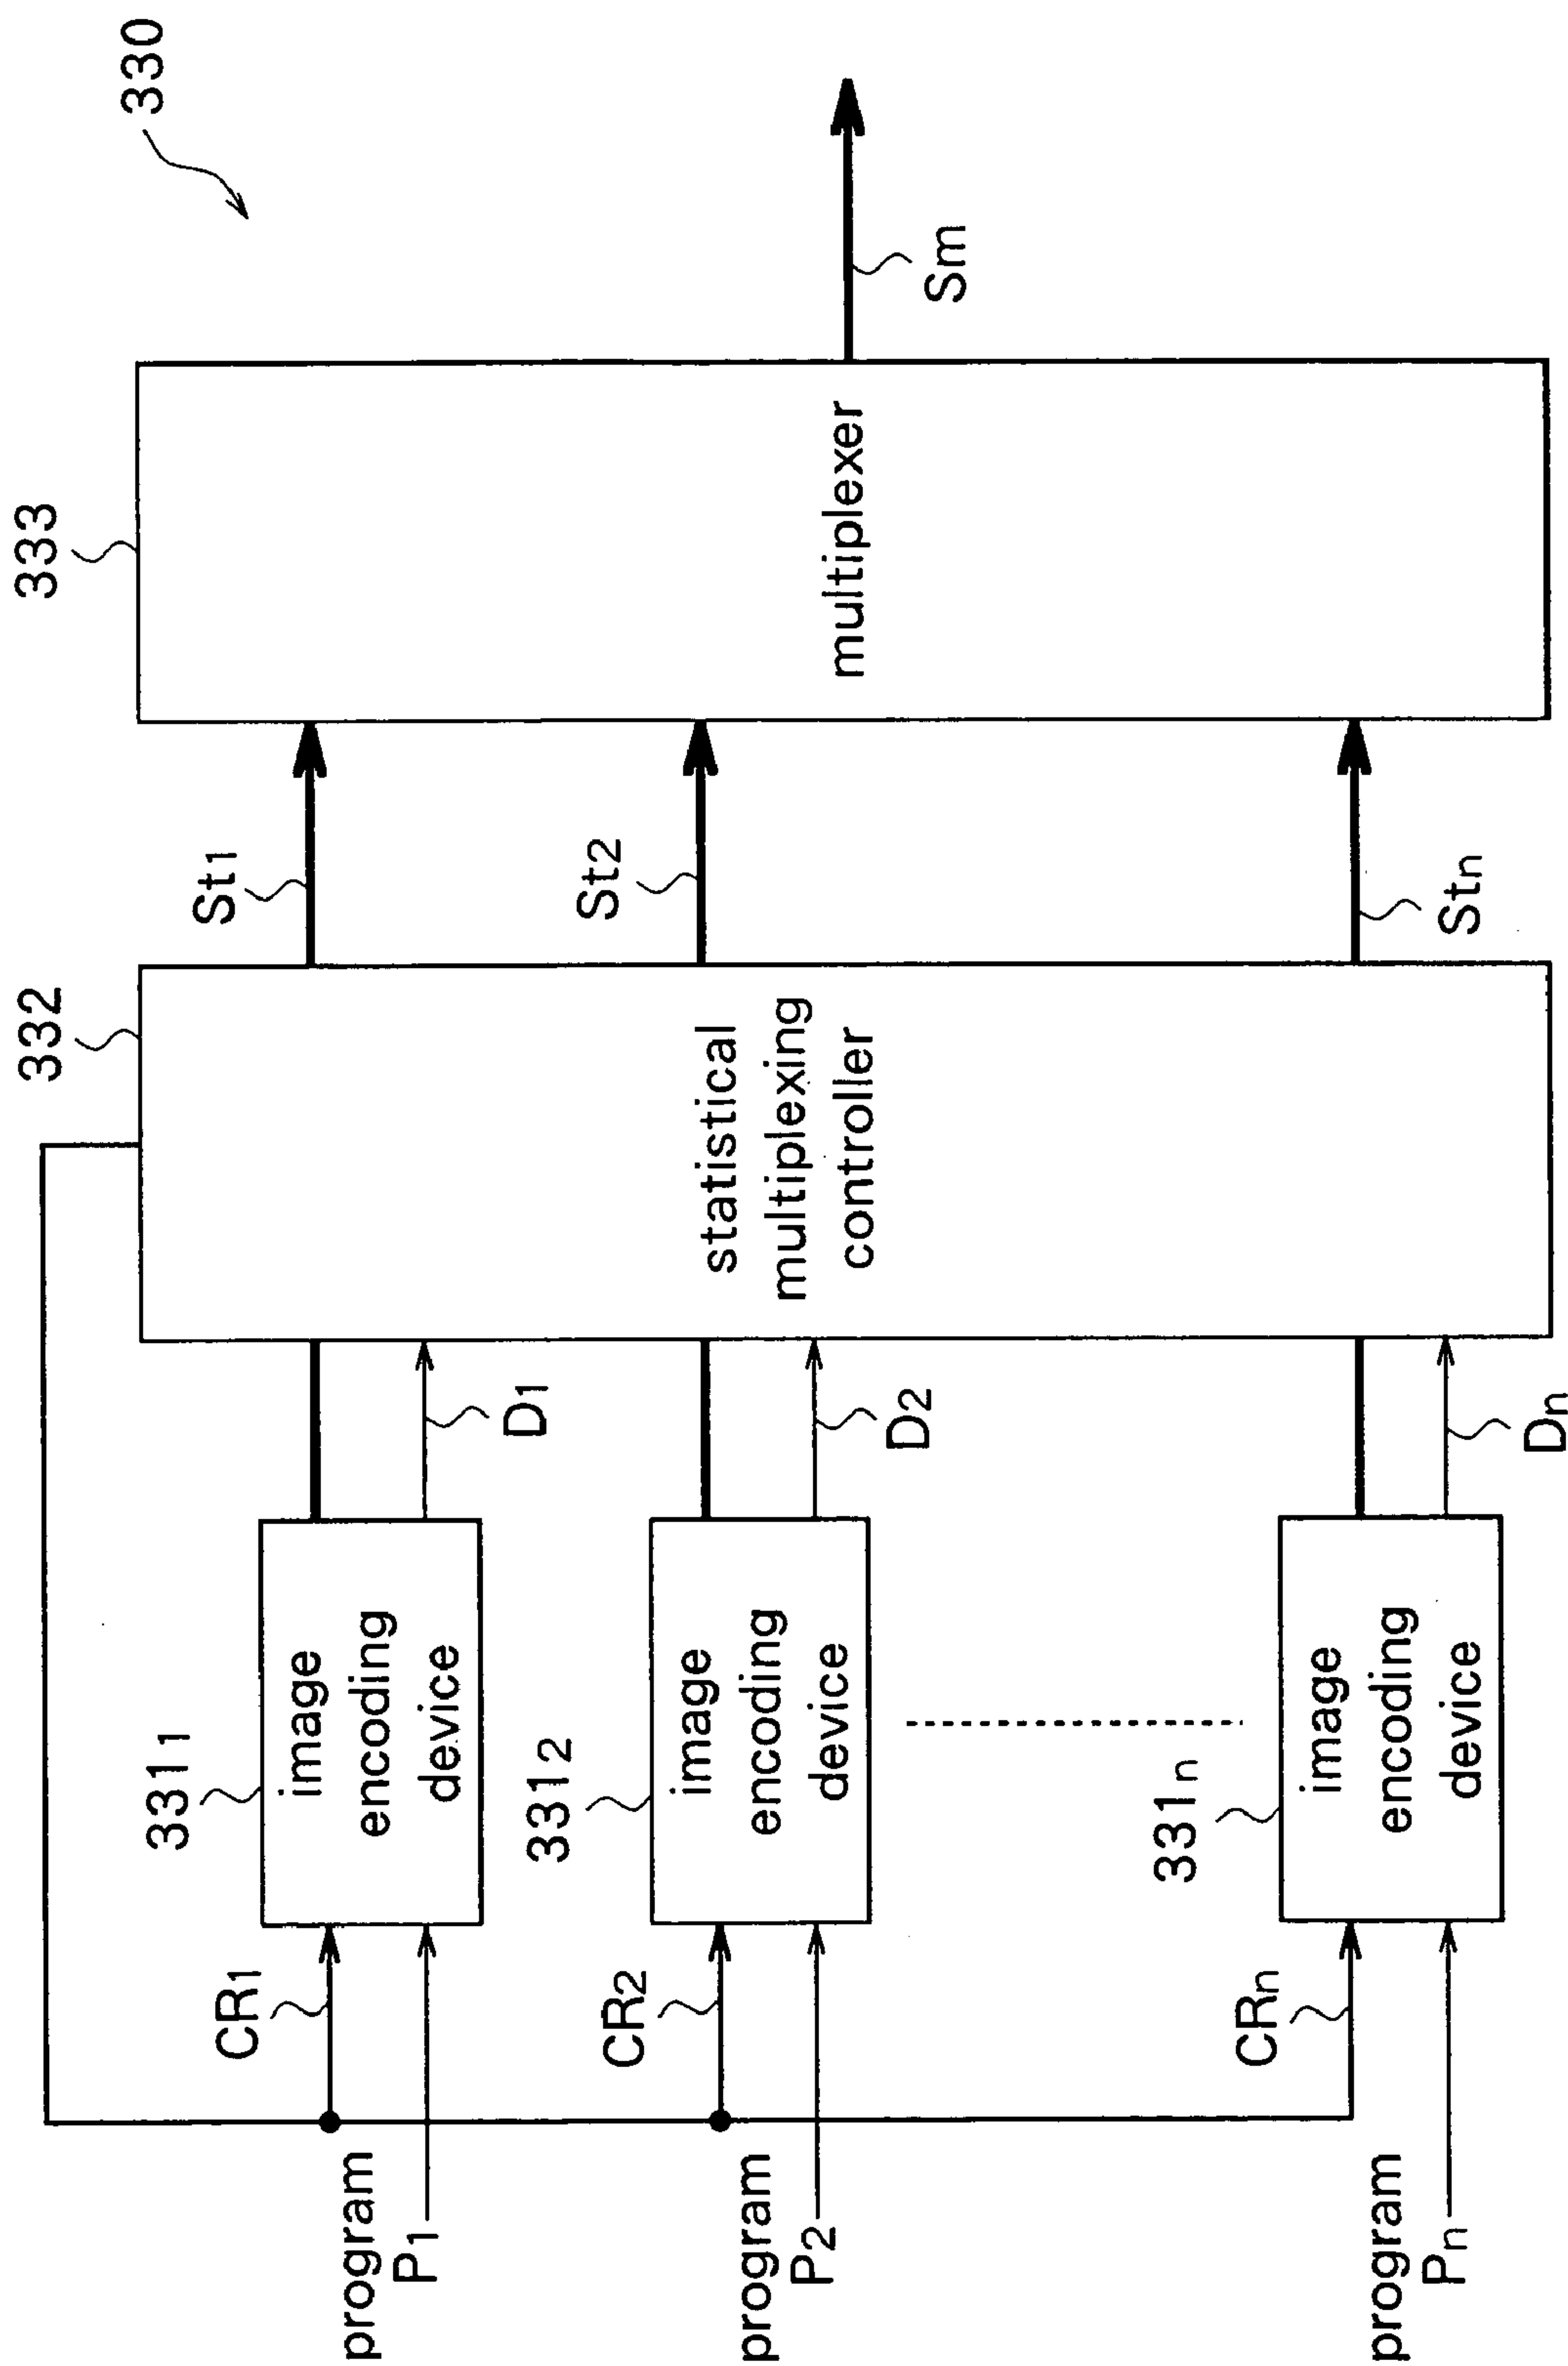 330
333
332
331₁
331₂
331ₙ
program
P₁
CR₁
image
encoding
device
D₁
St₁
program
P₂
CR₂
image
encoding
device
D₂
St₂
program
Pₙ
CRₙ
image
encoding
device
Dₙ
Stₙ
statistical
multiplexing
controller
multiplexer
Sm